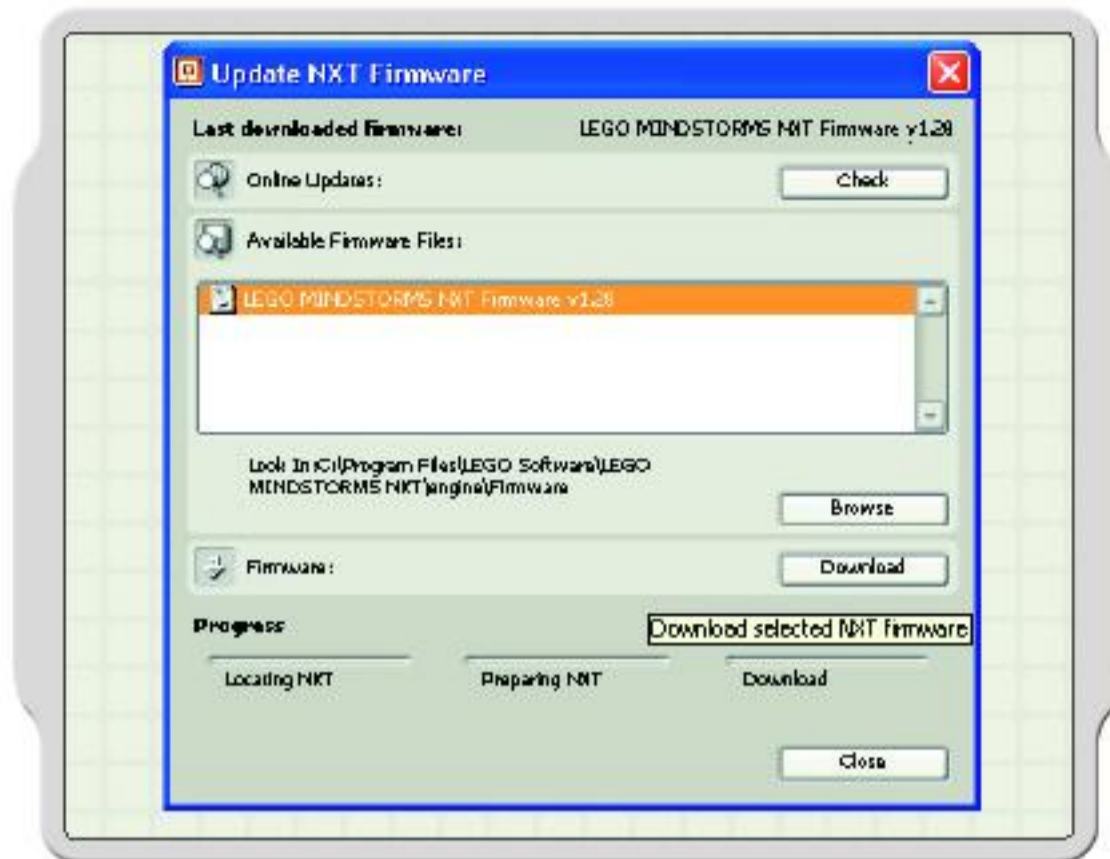 Update NXT Firmware
Last downloaded firmware: LEGO MINDSTORMS NXT Firmware v1.28
Online Updates: Check
Available Firmware Files:
LEGO MINDSTORMS NXT Firmware v1.28
Look In:C:\Program Files\LEGO Software\LEGO
MINDSTORMS NXT\engine\Firmware
Browse
Firmware: Download
Progress
Download selected NXT firmware
Locating NXT Preparing NXT Download
Close